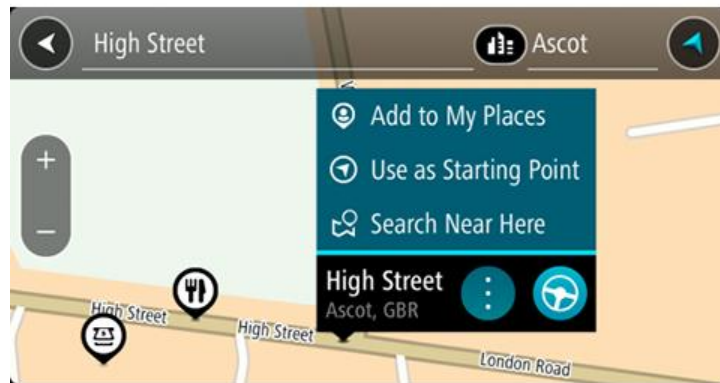 High Street
Ascot
Add to My Places
Use as Starting Point
Search Near Here
High Street
Ascot, GBR
High Street
High Street
London Road